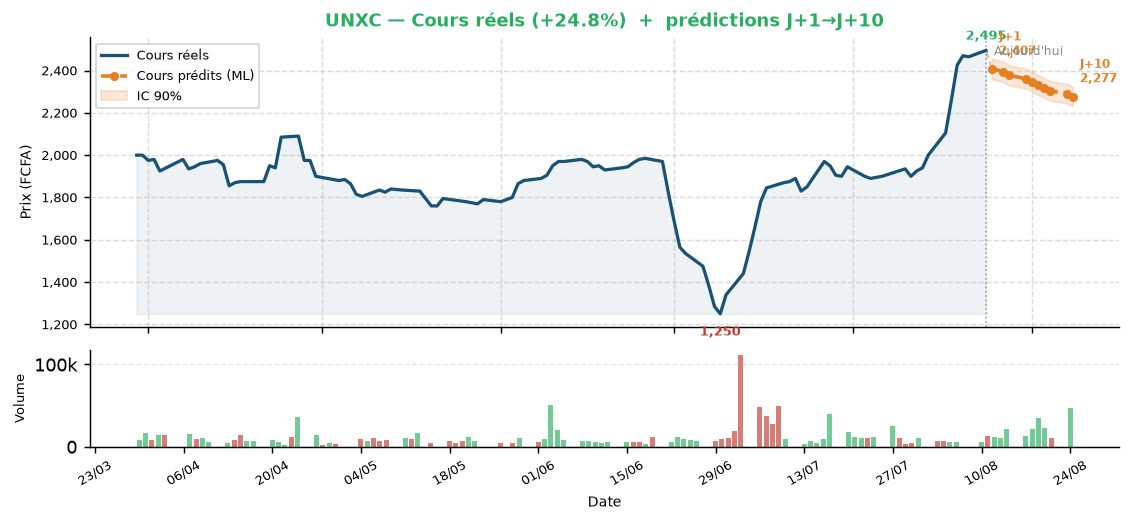 UNXC — Cours réels (+24.8%)  +  prédictions J+1→J+10
Cours réels
Cours prédits (ML)
IC 90%
2,495
J+1
2,407
Aujourd'hui
J+10
2,277
1,250
Prix (FCFA)
2,400
2,200
2,000
1,800
1,600
1,400
1,200
Volume
100k
0
23/03
06/04
20/04
04/05
18/05
01/06
15/06
29/06
13/07
27/07
10/08
24/08
Date